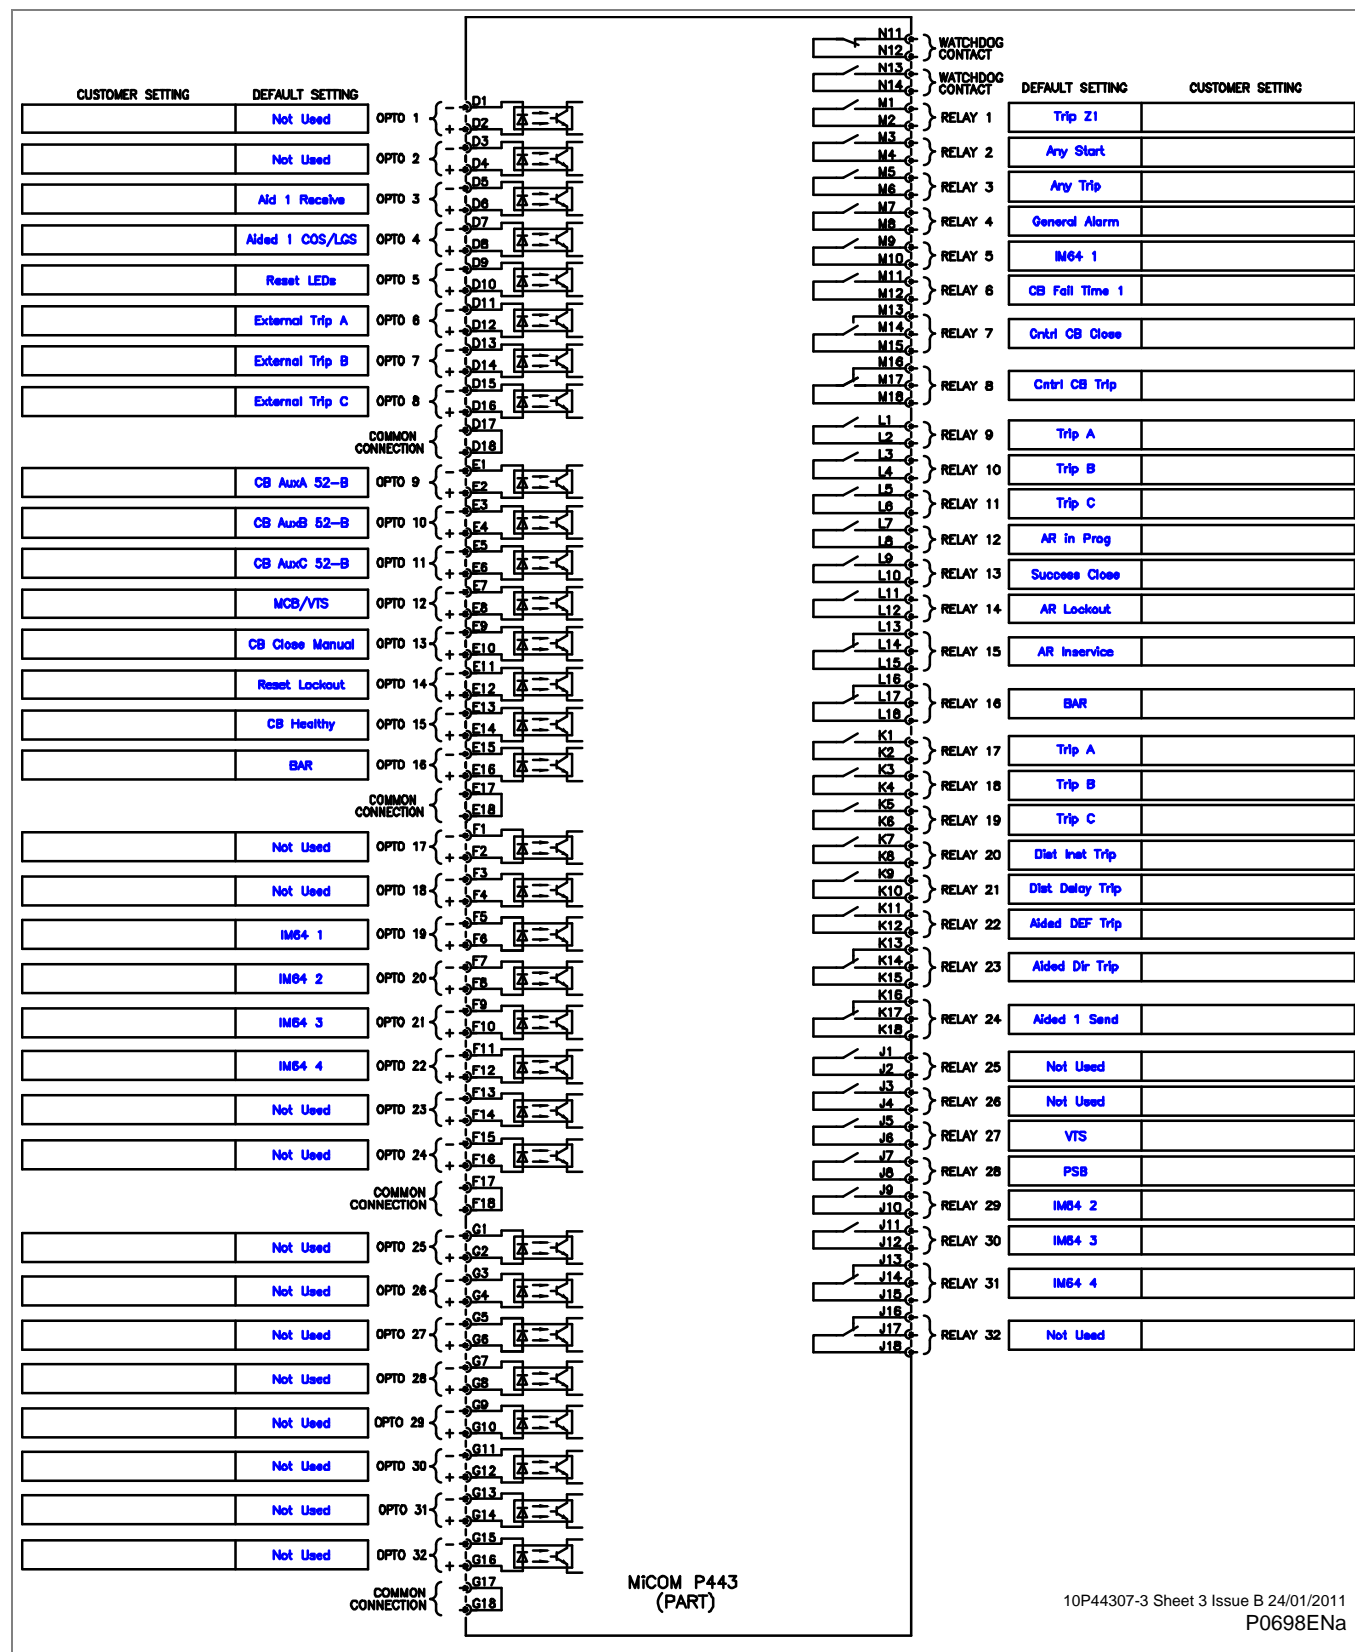 N11
N12
WATCHDOG
CONTACT
N13
N14
WATCHDOG
CONTACT
CUSTOMER SETTING DEFAULT SETTING
Not Used OPTO 1 - D1
+ D2
Not Used OPTO 2 - D3
+ D4
Aid 1 Receive OPTO 3 - D5
+ D6
Aided 1 COS/LGS OPTO 4 - D7
+ D8
Reset LEDs OPTO 5 - D9
+ D10
External Trip A OPTO 6 - D11
+ D12
External Trip B OPTO 7 - D13
+ D14
External Trip C OPTO 8 - D15
+ D16
COMMON
CONNECTION
D17
D18
CB AuxA 52-B OPTO 9 - E1
+ E2
CB AuxB 52-B OPTO 10 - E3
+ E4
CB AuxC 52-B OPTO 11 - E5
+ E6
MCB/VTS OPTO 12 - E7
+ E8
CB Close Manual OPTO 13 - E9
+ E10
Reset Lockout OPTO 14 - E11
+ E12
CB Healthy OPTO 15 - E13
+ E14
BAR OPTO 16 - E15
+ E16
COMMON
CONNECTION
E17
E18
Not Used OPTO 17 - F1
+ F2
Not Used OPTO 18 - F3
+ F4
IM64 1 OPTO 19 - F5
+ F6
IM64 2 OPTO 20 - F7
+ F8
IM64 3 OPTO 21 - F9
+ F10
IM64 4 OPTO 22 - F11
+ F12
Not Used OPTO 23 - F13
+ F14
Not Used OPTO 24 - F15
+ F16
COMMON
CONNECTION
F17
F18
Not Used OPTO 25 - G1
+ G2
Not Used OPTO 26 - G3
+ G4
Not Used OPTO 27 - G5
+ G6
Not Used OPTO 28 - G7
+ G8
Not Used OPTO 29 - G9
+ G10
Not Used OPTO 30 - G11
+ G12
Not Used OPTO 31 - G13
+ G14
Not Used OPTO 32 - G15
+ G16
COMMON
CONNECTION
G17
G18
DEFAULT SETTING CUSTOMER SETTING
M1
M2
RELAY 1 Trip Z1
M3
M4
RELAY 2 Any Start
M5
M6
RELAY 3 Any Trip
M7
M8
RELAY 4 General Alarm
M9
M10
RELAY 5 IM64 1
M11
M12
RELAY 6 CB Fail Time 1
M13
M14
M15
RELAY 7 Cntrl CB Close
M16
M17
M18
RELAY 8 Cntrl CB Trip
L1
L2
RELAY 9 Trip A
L3
L4
RELAY 10 Trip B
L5
L6
RELAY 11 Trip C
L7
L8
RELAY 12 AR in Prog
L9
L10
RELAY 13 Success Close
L11
L12
RELAY 14 AR Lockout
L13
L14
L15
RELAY 15 AR Inservice
L16
L17
L18
RELAY 16 BAR
K1
K2
RELAY 17 Trip A
K3
K4
RELAY 18 Trip B
K5
K6
RELAY 19 Trip C
K7
K8
RELAY 20 Dist Inst Trip
K9
K10
RELAY 21 Dist Delay Trip
K11
K12
RELAY 22 Aided DEF Trip
K13
K14
K15
RELAY 23 Aided Dir Trip
K16
K17
K18
RELAY 24 Aided 1 Send
J1
J2
RELAY 25 Not Used
J3
J4
RELAY 26 Not Used
J5
J6
RELAY 27 VTS
J7
J8
RELAY 28 PSB
J9
J10
RELAY 29 IM64 2
J11
J12
RELAY 30 IM64 3
J13
J14
J15
RELAY 31 IM64 4
J16
J17
J18
RELAY 32 Not Used
MiCOM P443
(PART)
10P44307-3 Sheet 3 Issue B 24/01/2011
P0698ENa